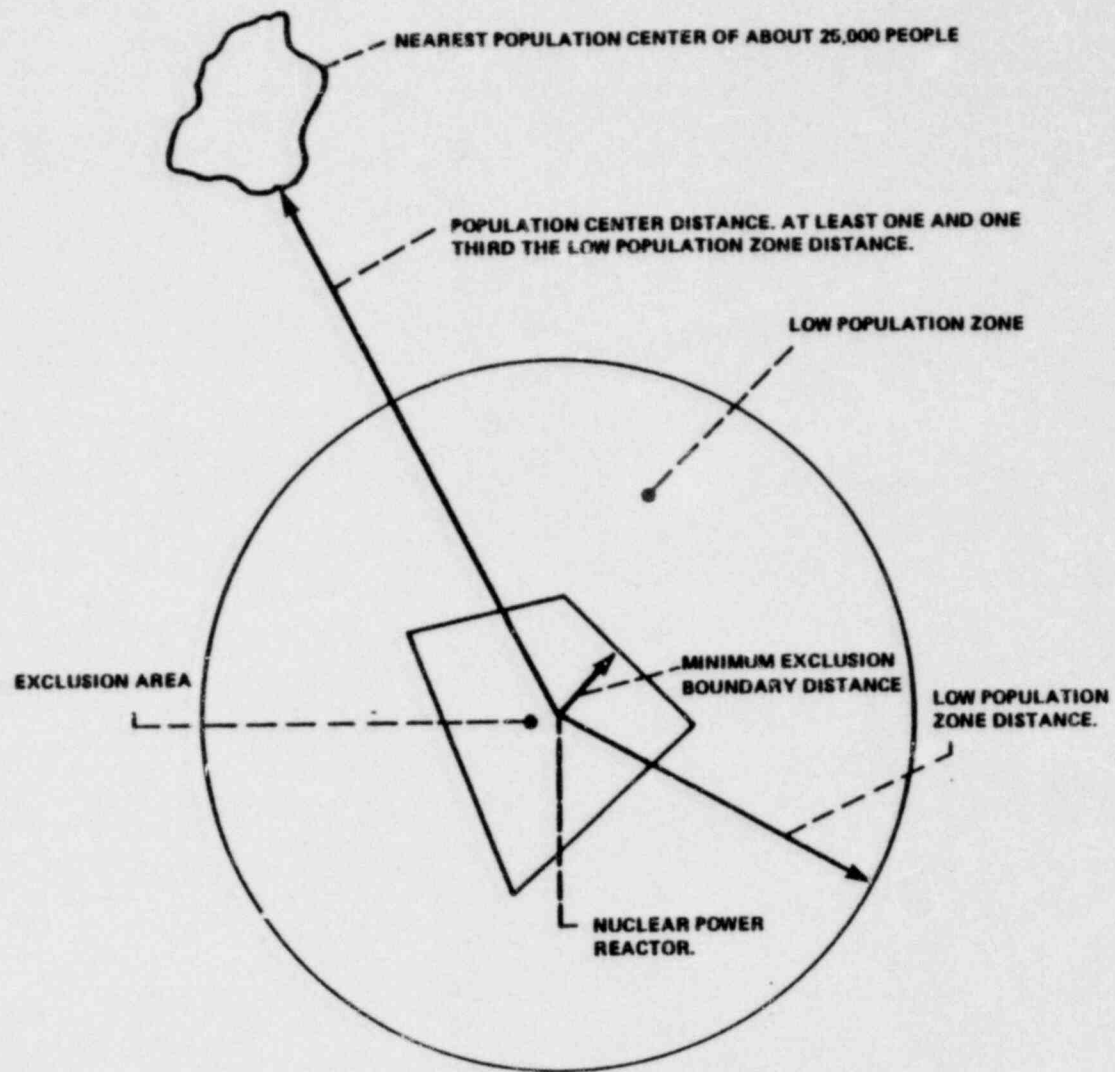 NEAREST POPULATION CENTER OF ABOUT 25,000 PEOPLE
POPULATION CENTER DISTANCE. AT LEAST ONE AND ONE
THIRD THE LOW POPULATION ZONE DISTANCE.
LOW POPULATION ZONE
MINIMUM EXCLUSION
BOUNDARY DISTANCE
EXCLUSION AREA
LOW POPULATION
ZONE DISTANCE.
NUCLEAR POWER
REACTOR.